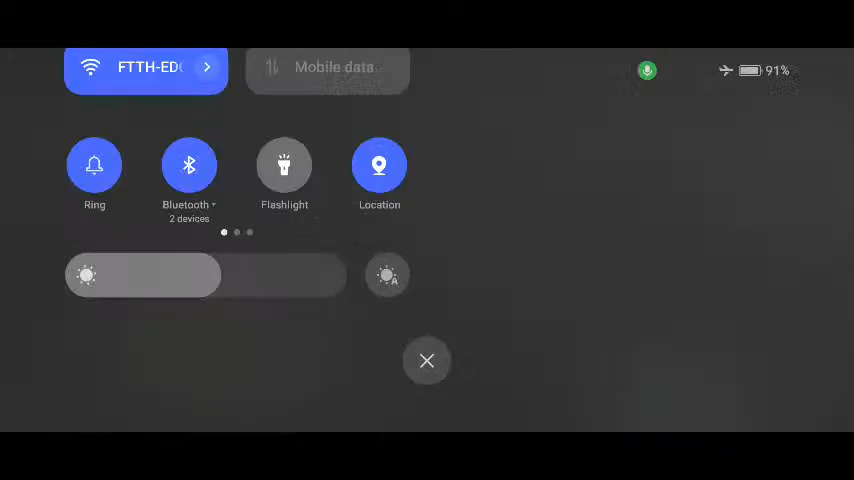 FTTH-ED
Mobile data
91%
Ring
Bluetooth
Flashlight
Location
2 devices
A